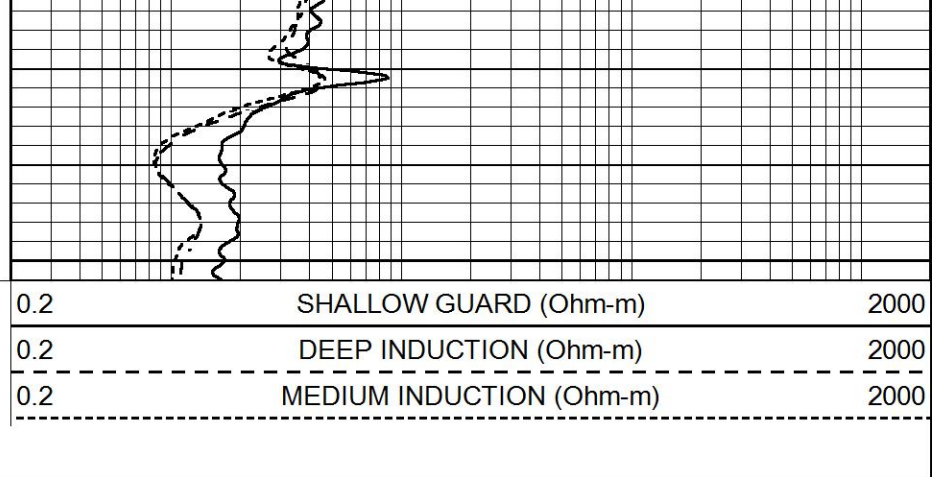 0.2 SHALLOW GUARD (Ohm-m) 2000
0.2 DEEP INDUCTION (Ohm-m) 2000
0.2 MEDIUM INDUCTION (Ohm-m) 2000